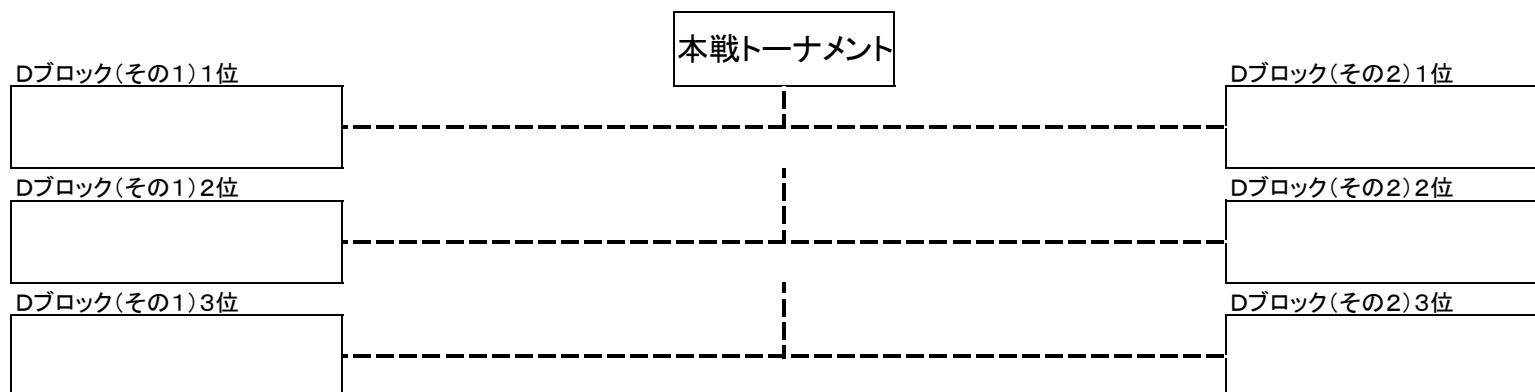 本戦トーナメント
Dブロック(その1)1位
Dブロック(その2)1位
Dブロック(その1)2位
Dブロック(その2)2位
Dブロック(その1)3位
Dブロック(その2)3位